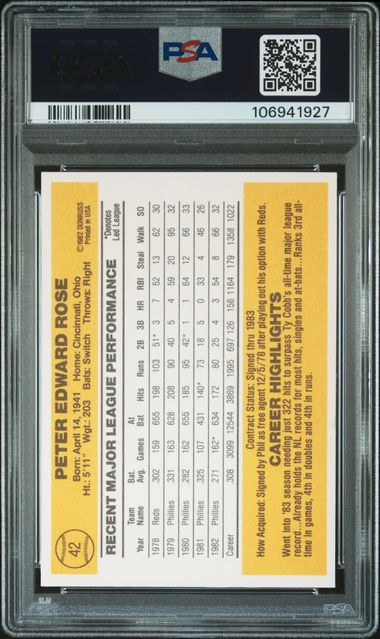 PSA
106941927
42
PETER EDWARD ROSE
©1982 DONRUSS
Printed in USA
Born: April 14, 1941 Home: Cincinnati, Ohio
Ht.: 5'11" Wgt.: 203 Bats: Switch Throws: Right
RECENT MAJOR LEAGUE PERFORMANCE
*Denotes
Led League
Team Bat. At
Year Name Avg. Games Bat Hits Runs 2B 3B HR RBI Steal Walk SO
1978 Reds .302 159 655 198 103 51* 3 7 52 13 62 30
1979 Phillies .331 163 628 208 90 40 5 4 59 20 95 32
1980 Phillies .282 162 655 185 95 42* 1 1 64 12 66 33
1981 Phillies .325 107 431 140* 73 18 5 0 33 4 46 26
1982 Phillies .271 162* 634 172 80 25 4 3 54 8 66 32
Career .308 3099 12544 3869 1995 697 126 158 1164 179 1358 1022
Contract Status: Signed thru 1983
How Acquired: Signed by Phil as free agent 12/5/78 after playing out his option with Reds.
CAREER HIGHLIGHTS
Went into '83 season needing just 322 hits to surpass Ty Cobb's all-time major league
record...Already holds the NL records for most hits, singles and at-bats...Ranks 3rd all-
time in games, 4th in doubles and 4th in runs.
PSA